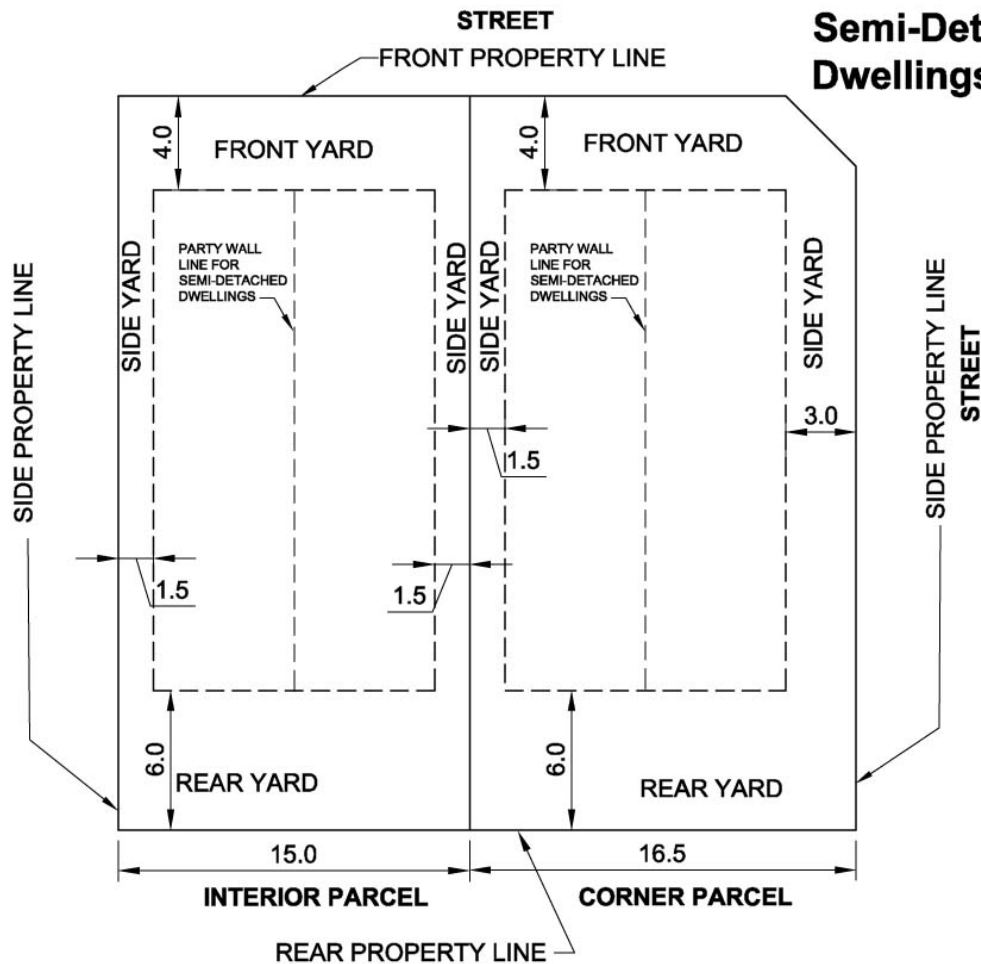 STREET
Semi-Det
Dwellings
FRONT PROPERTY LINE
4.0
FRONT YARD
4.0
FRONT YARD
SIDE YARD
PARTY WALL
LINE FOR
SEMI-DETACHED
DWELLINGS
SIDE YARD
SIDE YARD
PARTY WALL
LINE FOR
SEMI-DETACHED
DWELLINGS
SIDE YARD
SIDE PROPERTY LINE
SIDE PROPERTY LINE
STREET
3.0
1.5
1.5
1.5
6.0
REAR YARD
6.0
REAR YARD
15.0
16.5
INTERIOR PARCEL
CORNER PARCEL
REAR PROPERTY LINE